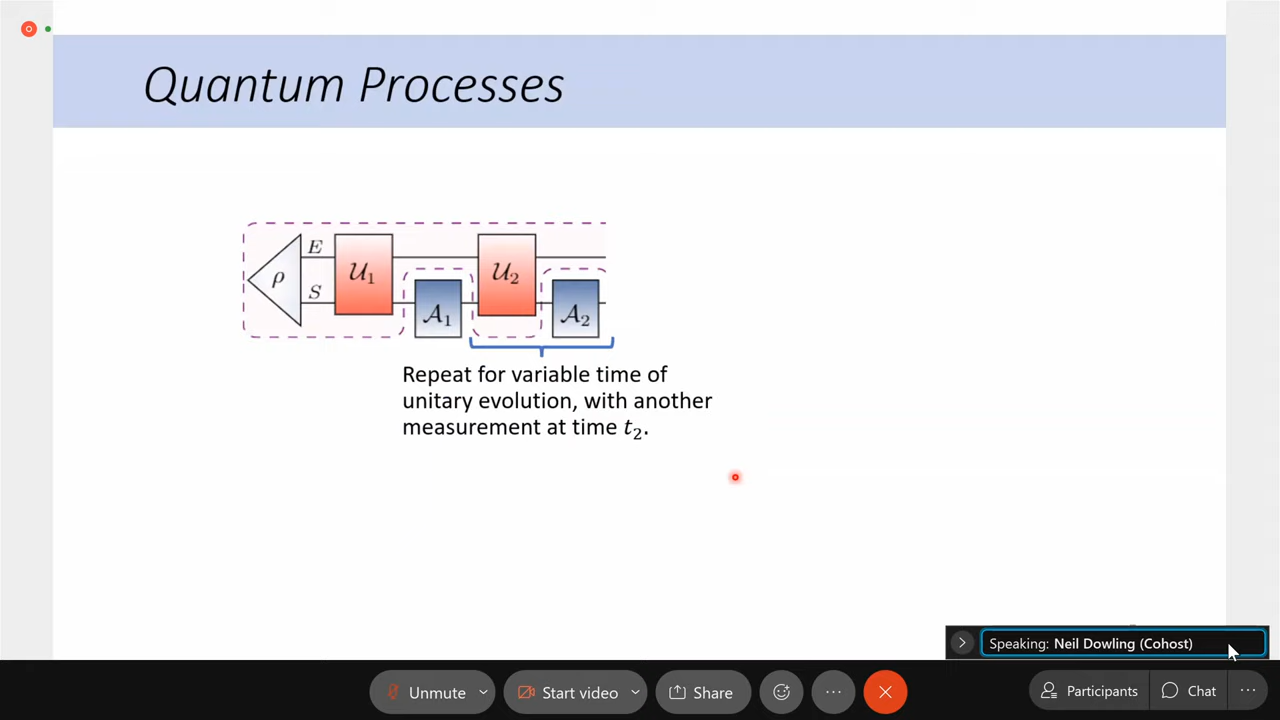 Quantum Processes
E
ρ
S
𝒰₁
𝒜₁
𝒰₂
𝒜₂
Repeat for variable time of
unitary evolution, with another
measurement at time t₂.
Speaking: Neil Dowling (Cohost)
Unmute
Start video
Share
Participants
Chat